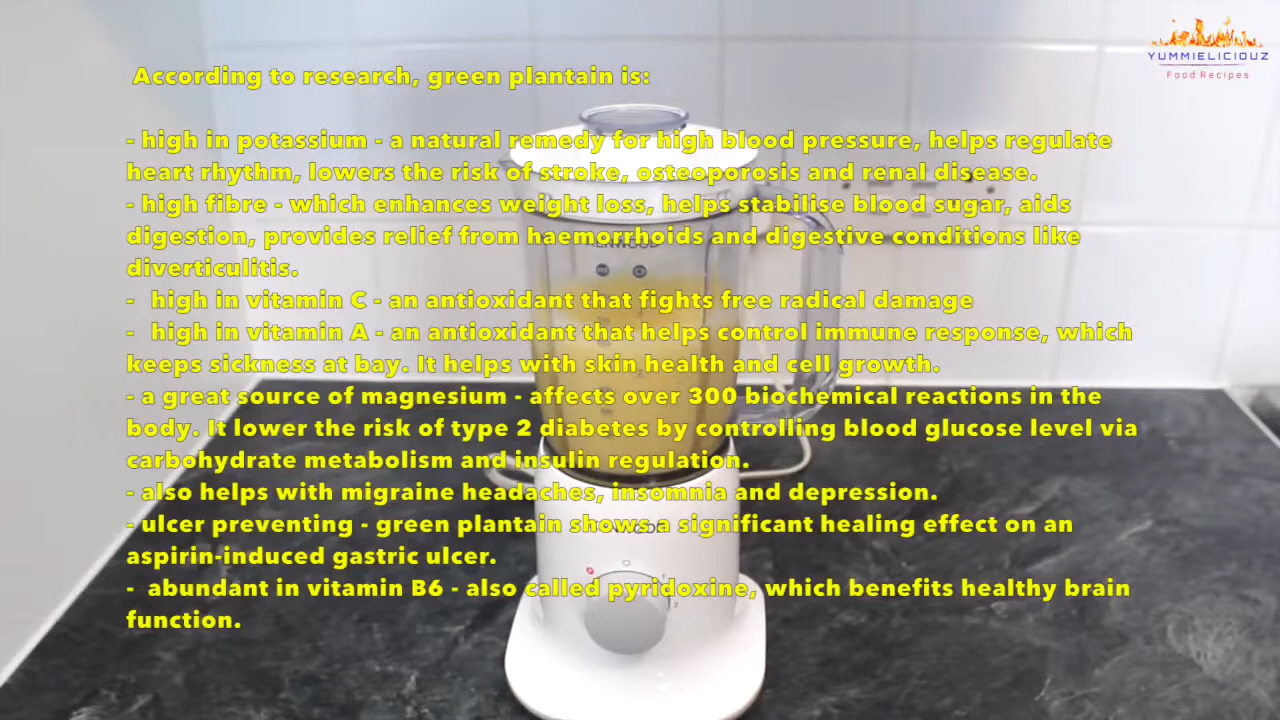 YUMMIELICIOUZ
Food Recipes
According to research, green plantain is:
- high in potassium - a natural remedy for high blood pressure, helps regulate
heart rhythm, lowers the risk of stroke, osteoporosis and renal disease.
- high fibre - which enhances weight loss, helps stabilise blood sugar, aids
digestion, provides relief from haemorrhoids and digestive conditions like
diverticulitis.
- high in vitamin C - an antioxidant that fights free radical damage
- high in vitamin A - an antioxidant that helps control immune response, which
keeps sickness at bay. It helps with skin health and cell growth.
- a great source of magnesium - affects over 300 biochemical reactions in the
body. It lower the risk of type 2 diabetes by controlling blood glucose level via
carbohydrate metabolism and insulin regulation.
- also helps with migraine headaches, insomnia and depression.
- ulcer preventing - green plantain shows a significant healing effect on an
aspirin-induced gastric ulcer.
- abundant in vitamin B6 - also called pyridoxine, which benefits healthy brain
function.